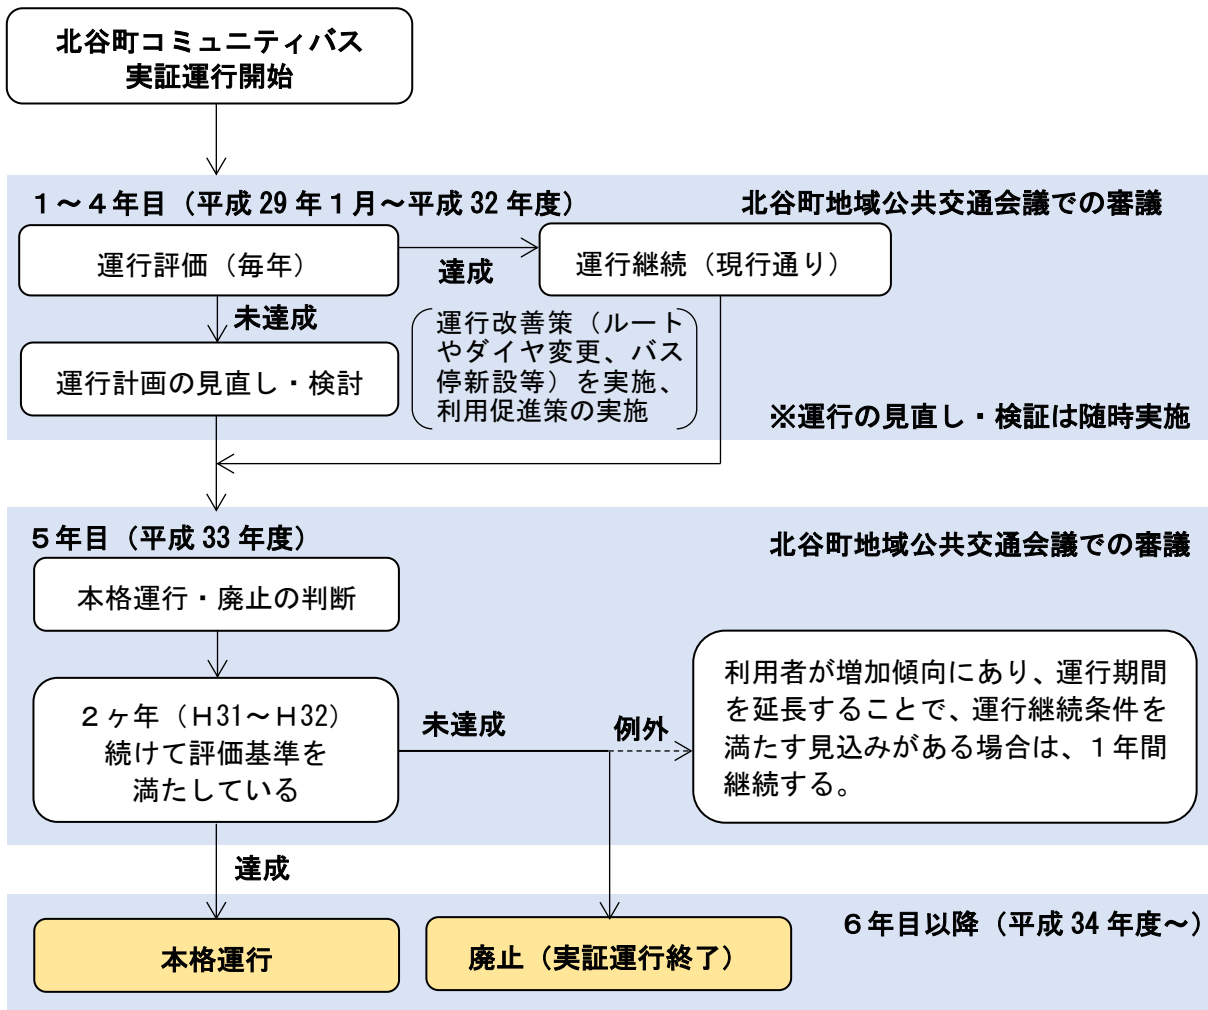 北谷町コミュニティバス
実証運行開始
１～４年目（平成 29 年１月～平成 32 年度）
北谷町地域公共交通会議での審議
運行評価（毎年）
達成
運行継続（現行通り）
未達成
運行改善策（ルート
やダイヤ変更、バス
停新設等）を実施、
利用促進策の実施
運行計画の見直し・検討
※運行の見直し・検証は随時実施
５年目（平成 33 年度）
北谷町地域公共交通会議での審議
本格運行・廃止の判断
２ヶ年（Ｈ31～Ｈ32）
続けて評価基準を
満たしている
未達成
例外
利用者が増加傾向にあり、運行期間
を延長することで、運行継続条件を
満たす見込みがある場合は、１年間
継続する。
達成
６年目以降（平成 34 年度～）
本格運行
廃止（実証運行終了）